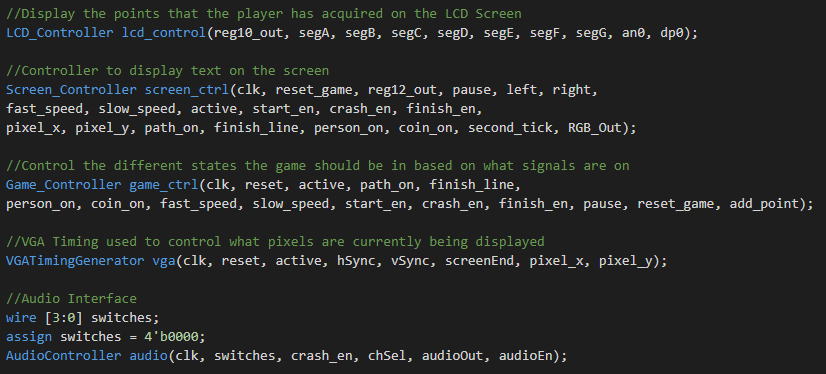 //Display the points that the player has acquired on the LCD Screen
LCD_Controller lcd_control(reg10_out, segA, segB, segC, segD, segE, segF, segG, an0, dp0);
//Controller to display text on the screen
Screen_Controller screen_ctrl(clk, reset_game, reg12_out, pause, left, right,
fast_speed, slow_speed, active, start_en, crash_en, finish_en,
pixel_x, pixel_y, path_on, finish_line, person_on, coin_on, second_tick, RGB_Out);
//Control the different states the game should be in based on what signals are on
Game_Controller game_ctrl(clk, reset, active, path_on, finish_line,
person_on, coin_on, fast_speed, slow_speed, start_en, crash_en, finish_en, pause, reset_game, add_point);
//VGA Timing used to control what pixels are currently being displayed
VGATimingGenerator vga(clk, reset, active, hSync, vSync, screenEnd, pixel_x, pixel_y);
//Audio Interface
wire [3:0] switches;
assign switches = 4'b0000;
AudioController audio(clk, switches, crash_en, chSel, audioOut, audioEn);